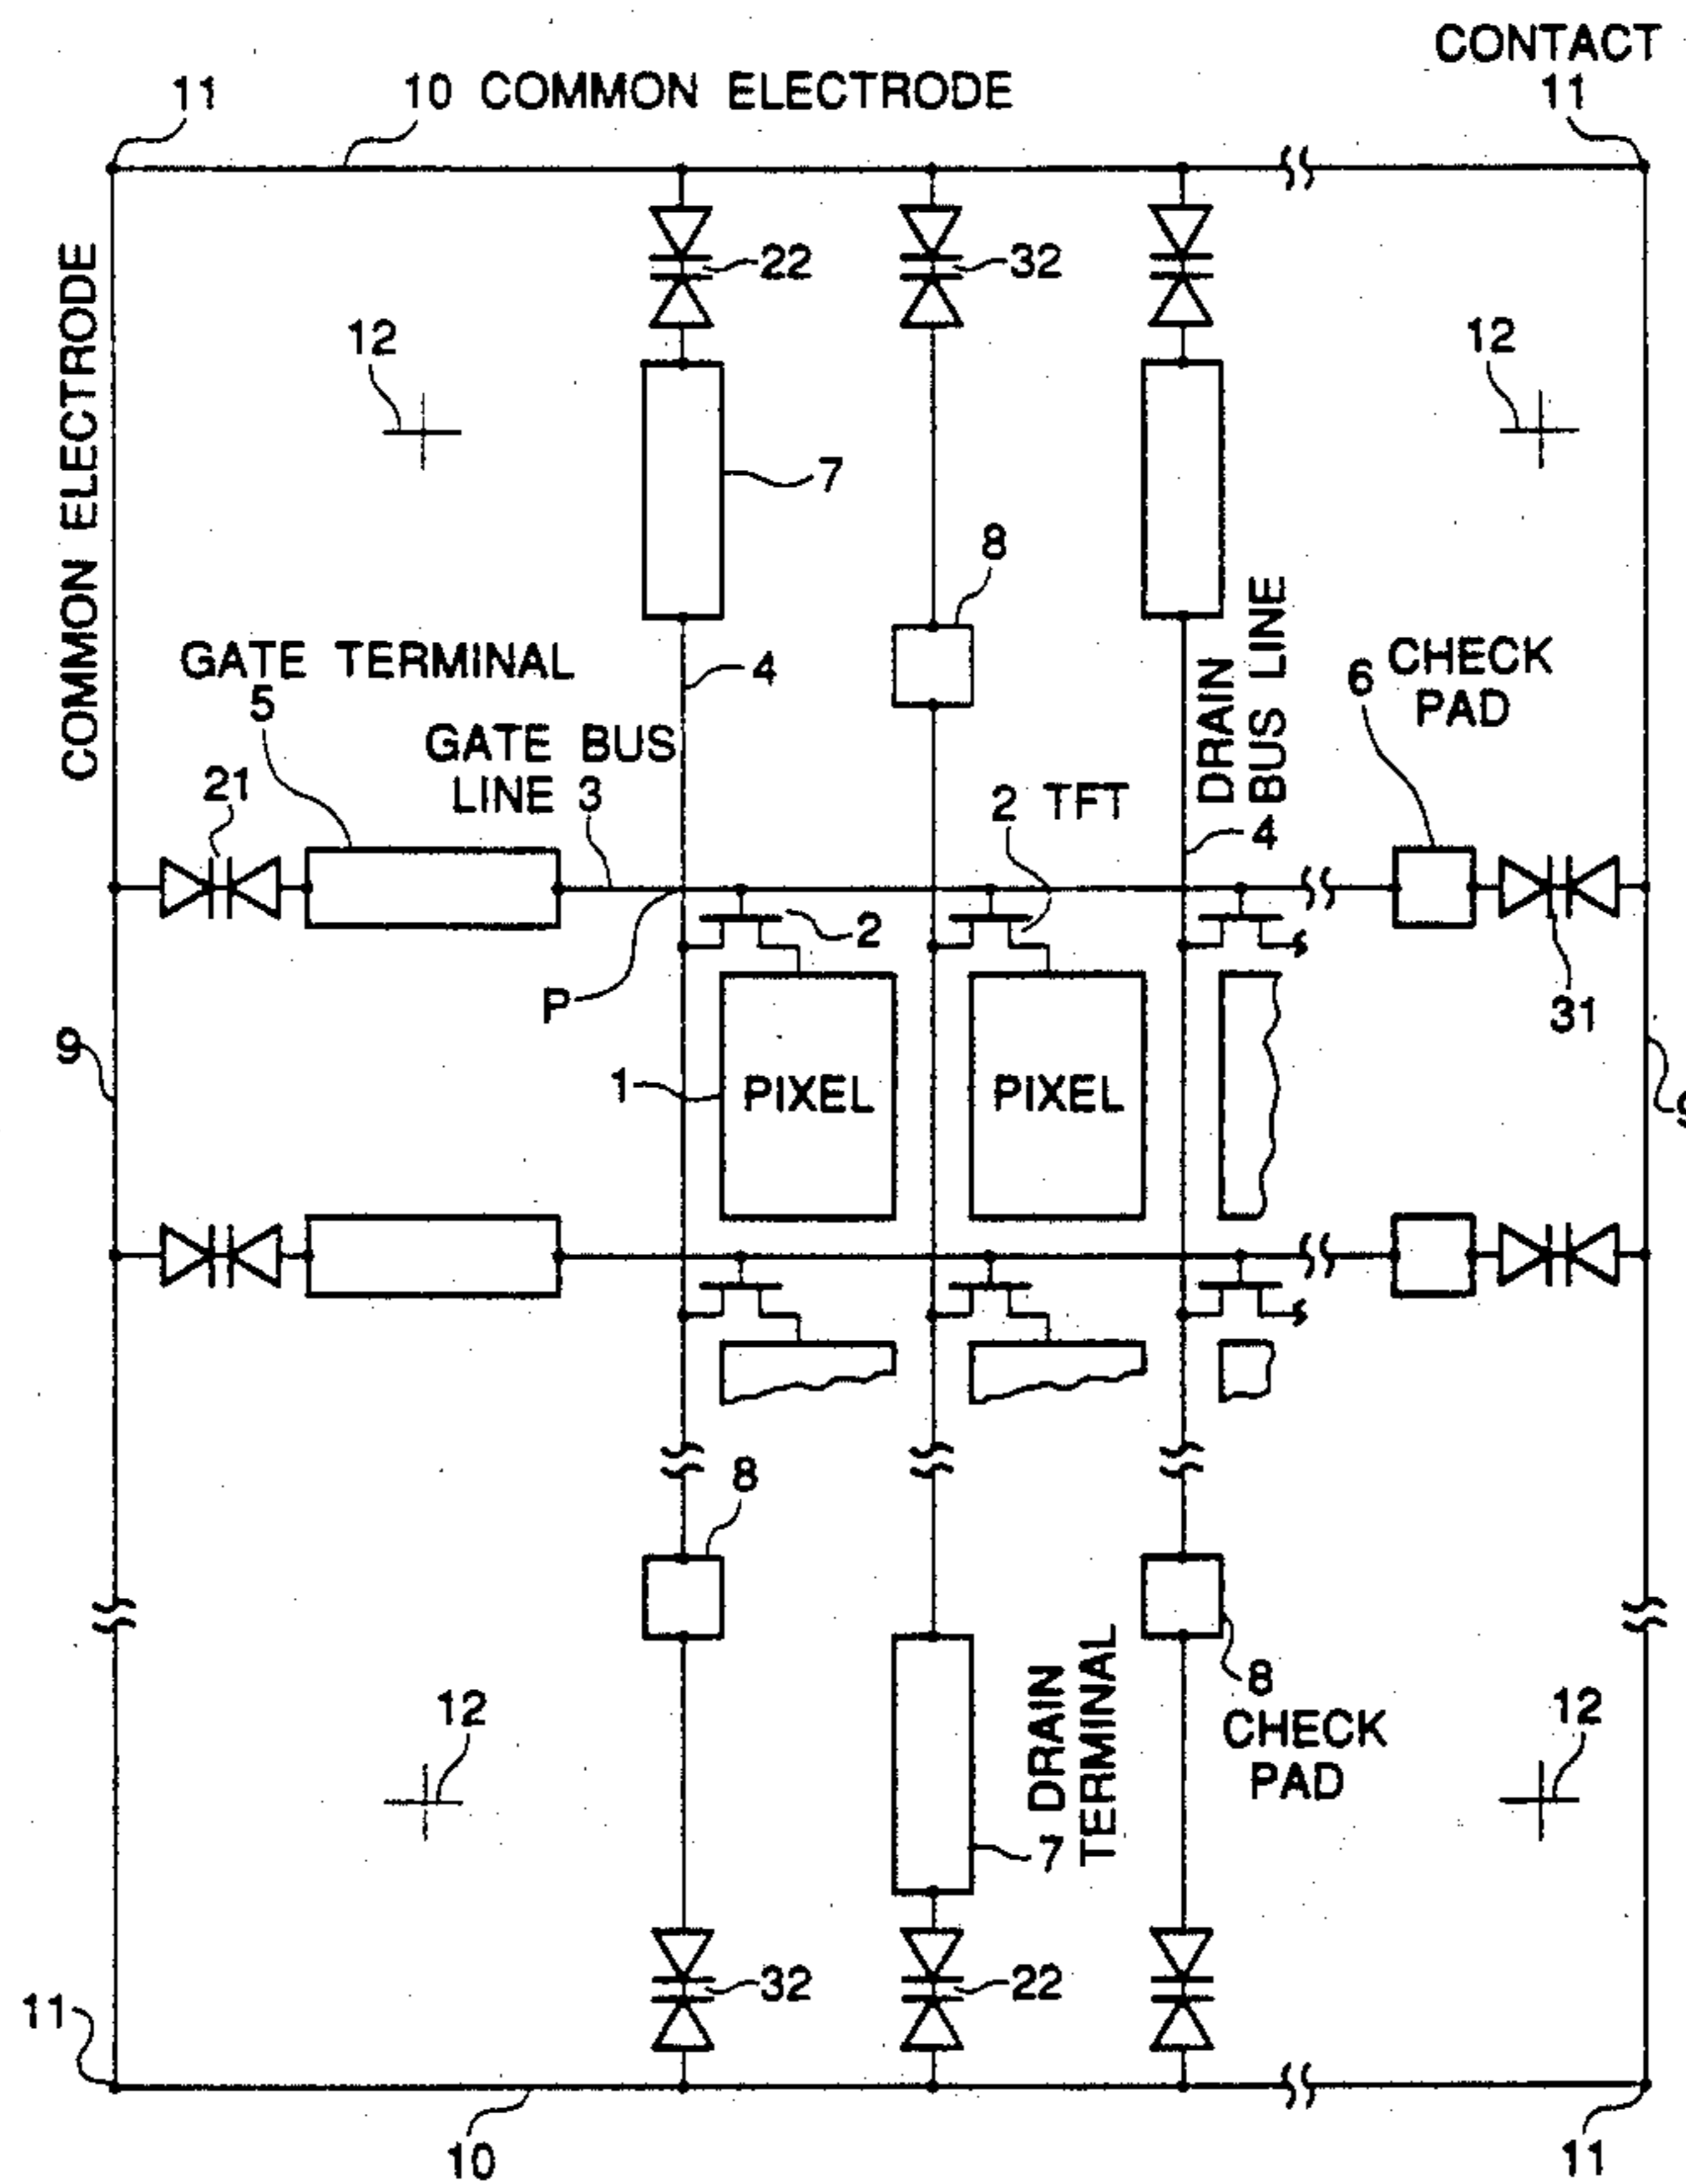 CONTACT
11
10 COMMON ELECTRODE
11
COMMON ELECTRODE
22
32
12
12
7
8
GATE TERMINAL
5
4
DRAIN
BUS LINE
6 CHECK
PAD
GATE BUS
LINE 3
21
2 TFT
4
2
P
31
9
1
PIXEL
PIXEL
9
8
8
CHECK
PAD
12
DRAIN
TERMINAL
7
12
32
22
11
10
11